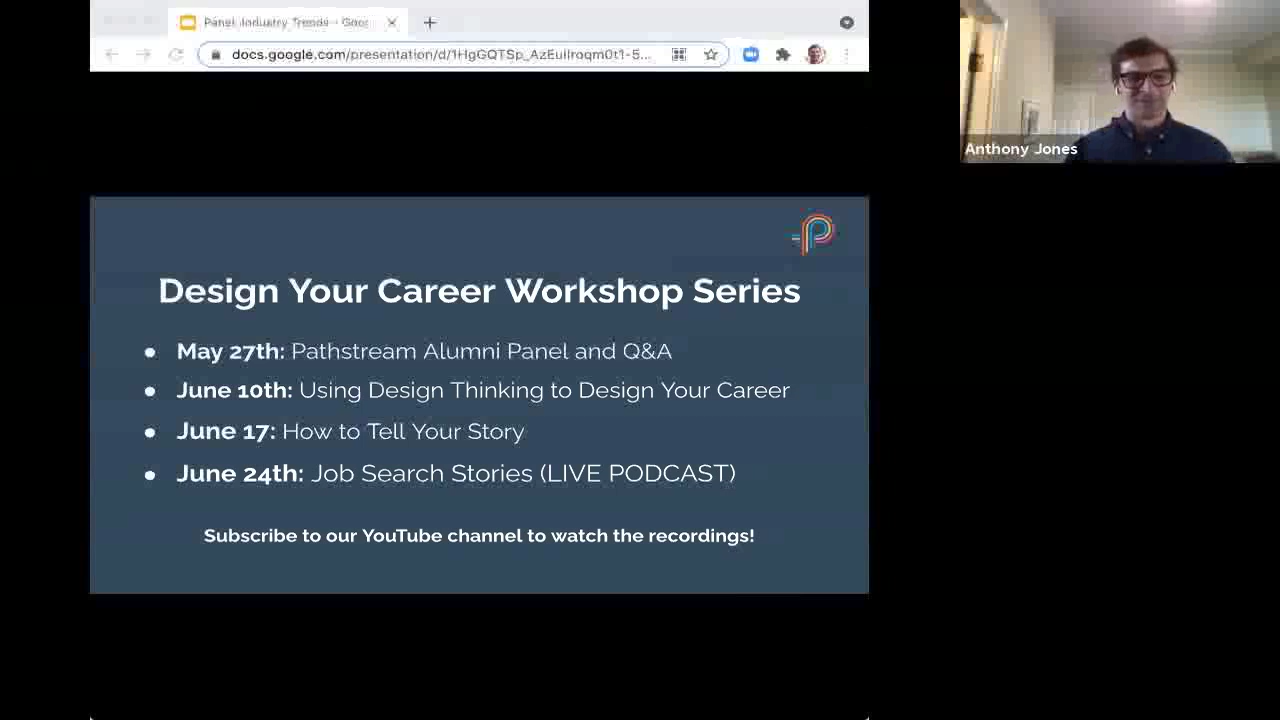 Panel: Industry Trends - Goo
docs.google.com/presentation/d/1HgGQTSp_AzEuilroqm0t1-5...
Anthony Jones
Design Your Career Workshop Series
• May 27th: Pathstream Alumni Panel and Q&A
• June 10th: Using Design Thinking to Design Your Career
• June 17: How to Tell Your Story
• June 24th: Job Search Stories (LIVE PODCAST)
Subscribe to our YouTube channel to watch the recordings!